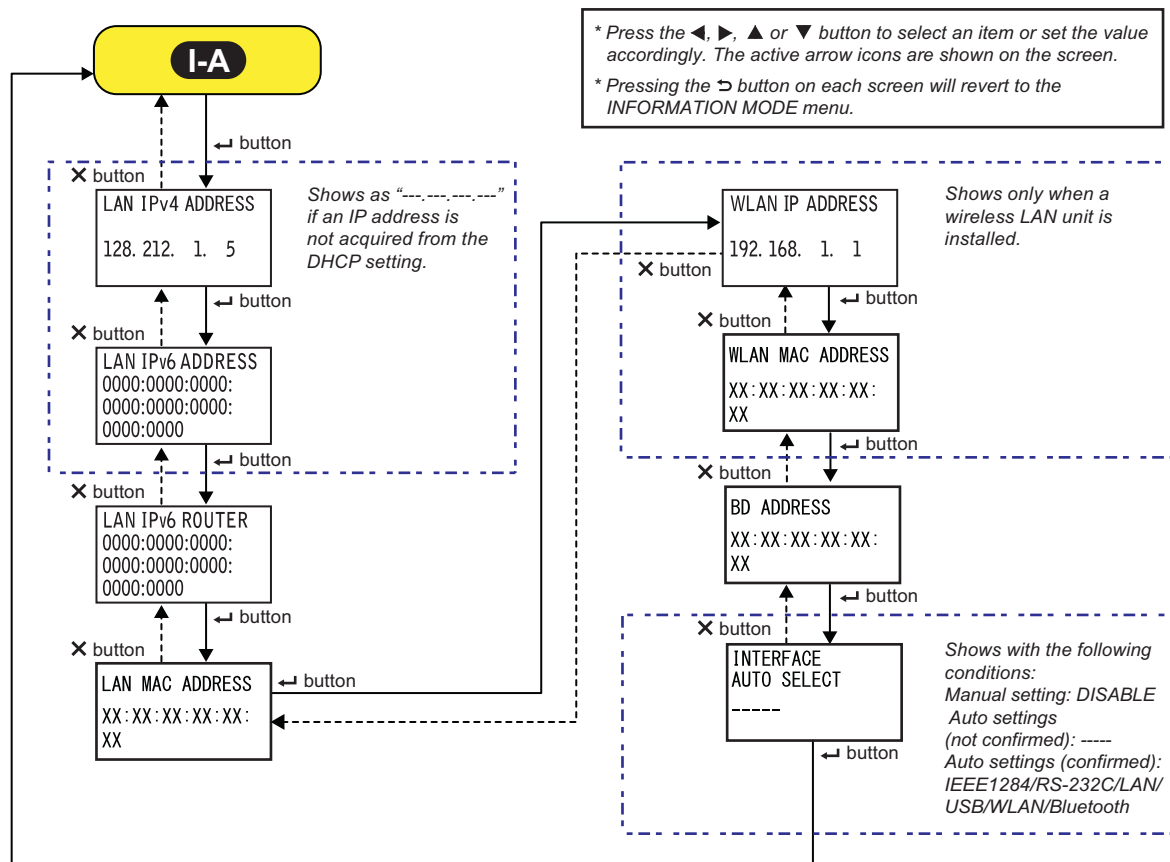 * Press the ◀, ▶, ▲ or ▼ button to select an item or set the value
accordingly. The active arrow icons are shown on the screen.
* Pressing the ⮌ button on each screen will revert to the
INFORMATION MODE menu.
I-A
↵ button
✕ button
LAN IPv4 ADDRESS
128. 212. 1. 5
Shows as “---.---.---.---”
if an IP address is
not acquired from the
DHCP setting.
↵ button
✕ button
LAN IPv6 ADDRESS
0000:0000:0000:
0000:0000:0000:
0000:0000
↵ button
✕ button
LAN IPv6 ROUTER
0000:0000:0000:
0000:0000:0000:
0000:0000
↵ button
✕ button
LAN MAC ADDRESS
XX:XX:XX:XX:XX:
XX
↵ button
WLAN IP ADDRESS
192. 168. 1. 1
Shows only when a
wireless LAN unit is
installed.
✕ button
↵ button
✕ button
WLAN MAC ADDRESS
XX:XX:XX:XX:XX:
XX
↵ button
✕ button
BD ADDRESS
XX:XX:XX:XX:XX:
XX
↵ button
✕ button
INTERFACE
AUTO SELECT
-----
Shows with the following
conditions:
Manual setting: DISABLE
Auto settings
(not confirmed): -----
Auto settings (confirmed):
IEEE1284/RS-232C/LAN/
USB/WLAN/Bluetooth
↵ button